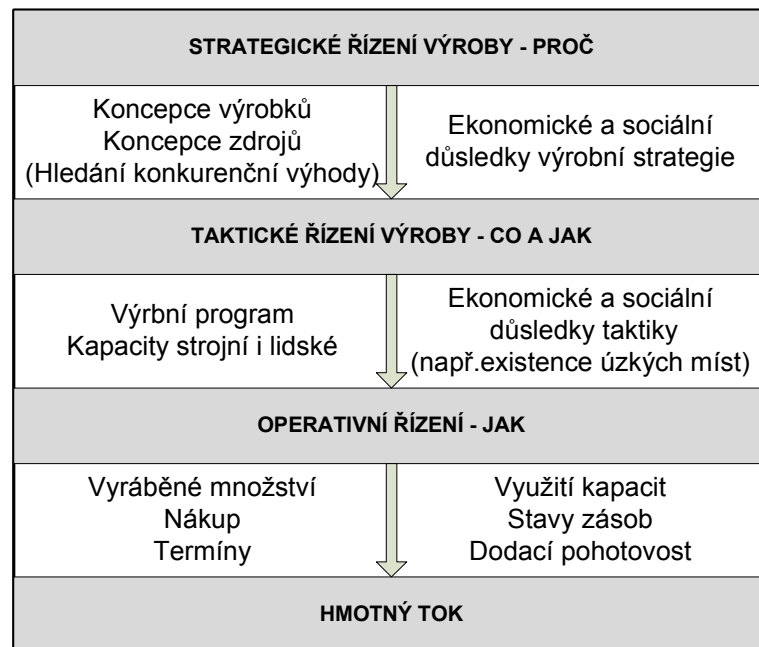 STRATEGICKÉ ŘÍZENÍ VÝROBY - PROČ
Koncepce výrobků
Koncepce zdrojů
(Hledání konkurenční výhody)
Ekonomické a sociální
důsledky výrobní strategie
TAKTICKÉ ŘÍZENÍ VÝROBY - CO A JAK
Výrbní program
Kapacity strojní i lidské
Ekonomické a sociální
důsledky taktiky
(např.existence úzkých míst)
OPERATIVNÍ ŘÍZENÍ - JAK
Vyráběné množství
Nákup
Termíny
Využití kapacit
Stavy zásob
Dodací pohotovost
HMOTNÝ TOK